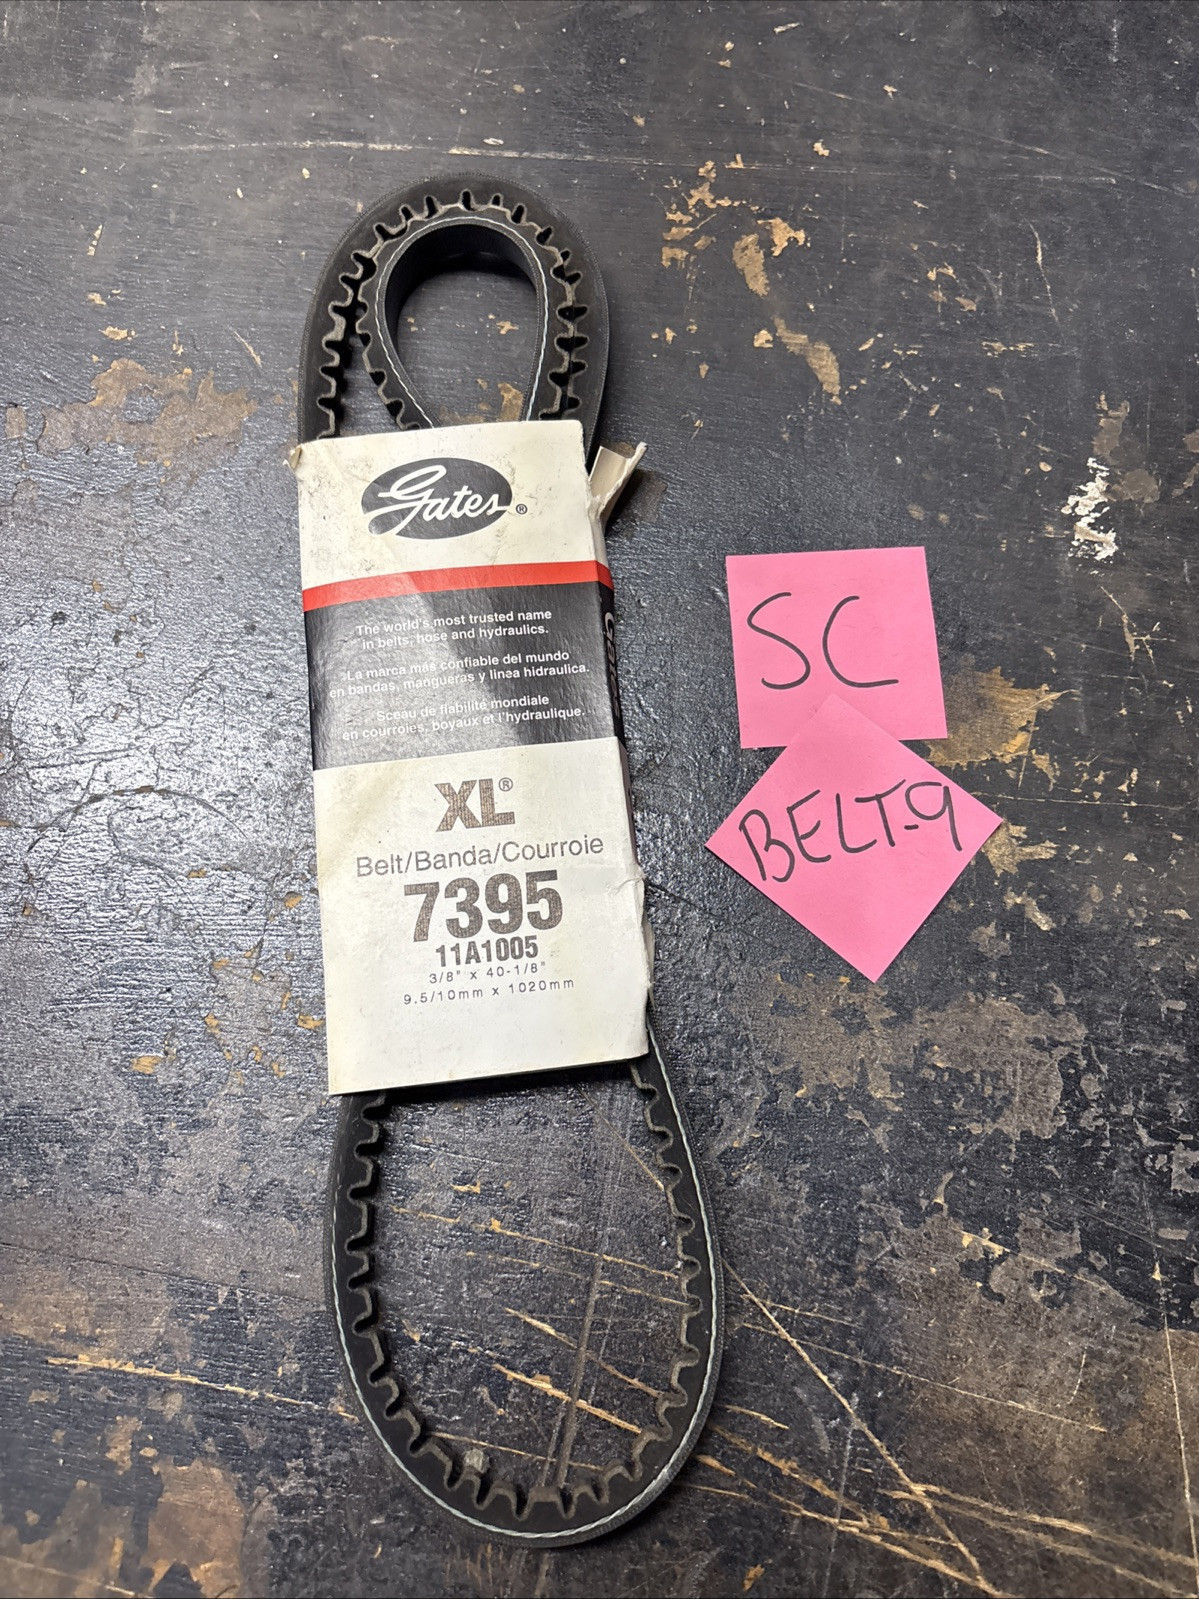 Gates®
The world's most trusted name
in belts, hose and hydraulics.
La marca más confiable del mundo
en bandas, mangueras y línea hidraulica.
Sceau de fiabilité mondiale
en courroies, boyaux et l'hydraulique.
XL®
Belt/Banda/Courroie
7395
11A1005
3/8" x 40-1/8"
9.5/10mm x 1020mm
SC
BELT-9